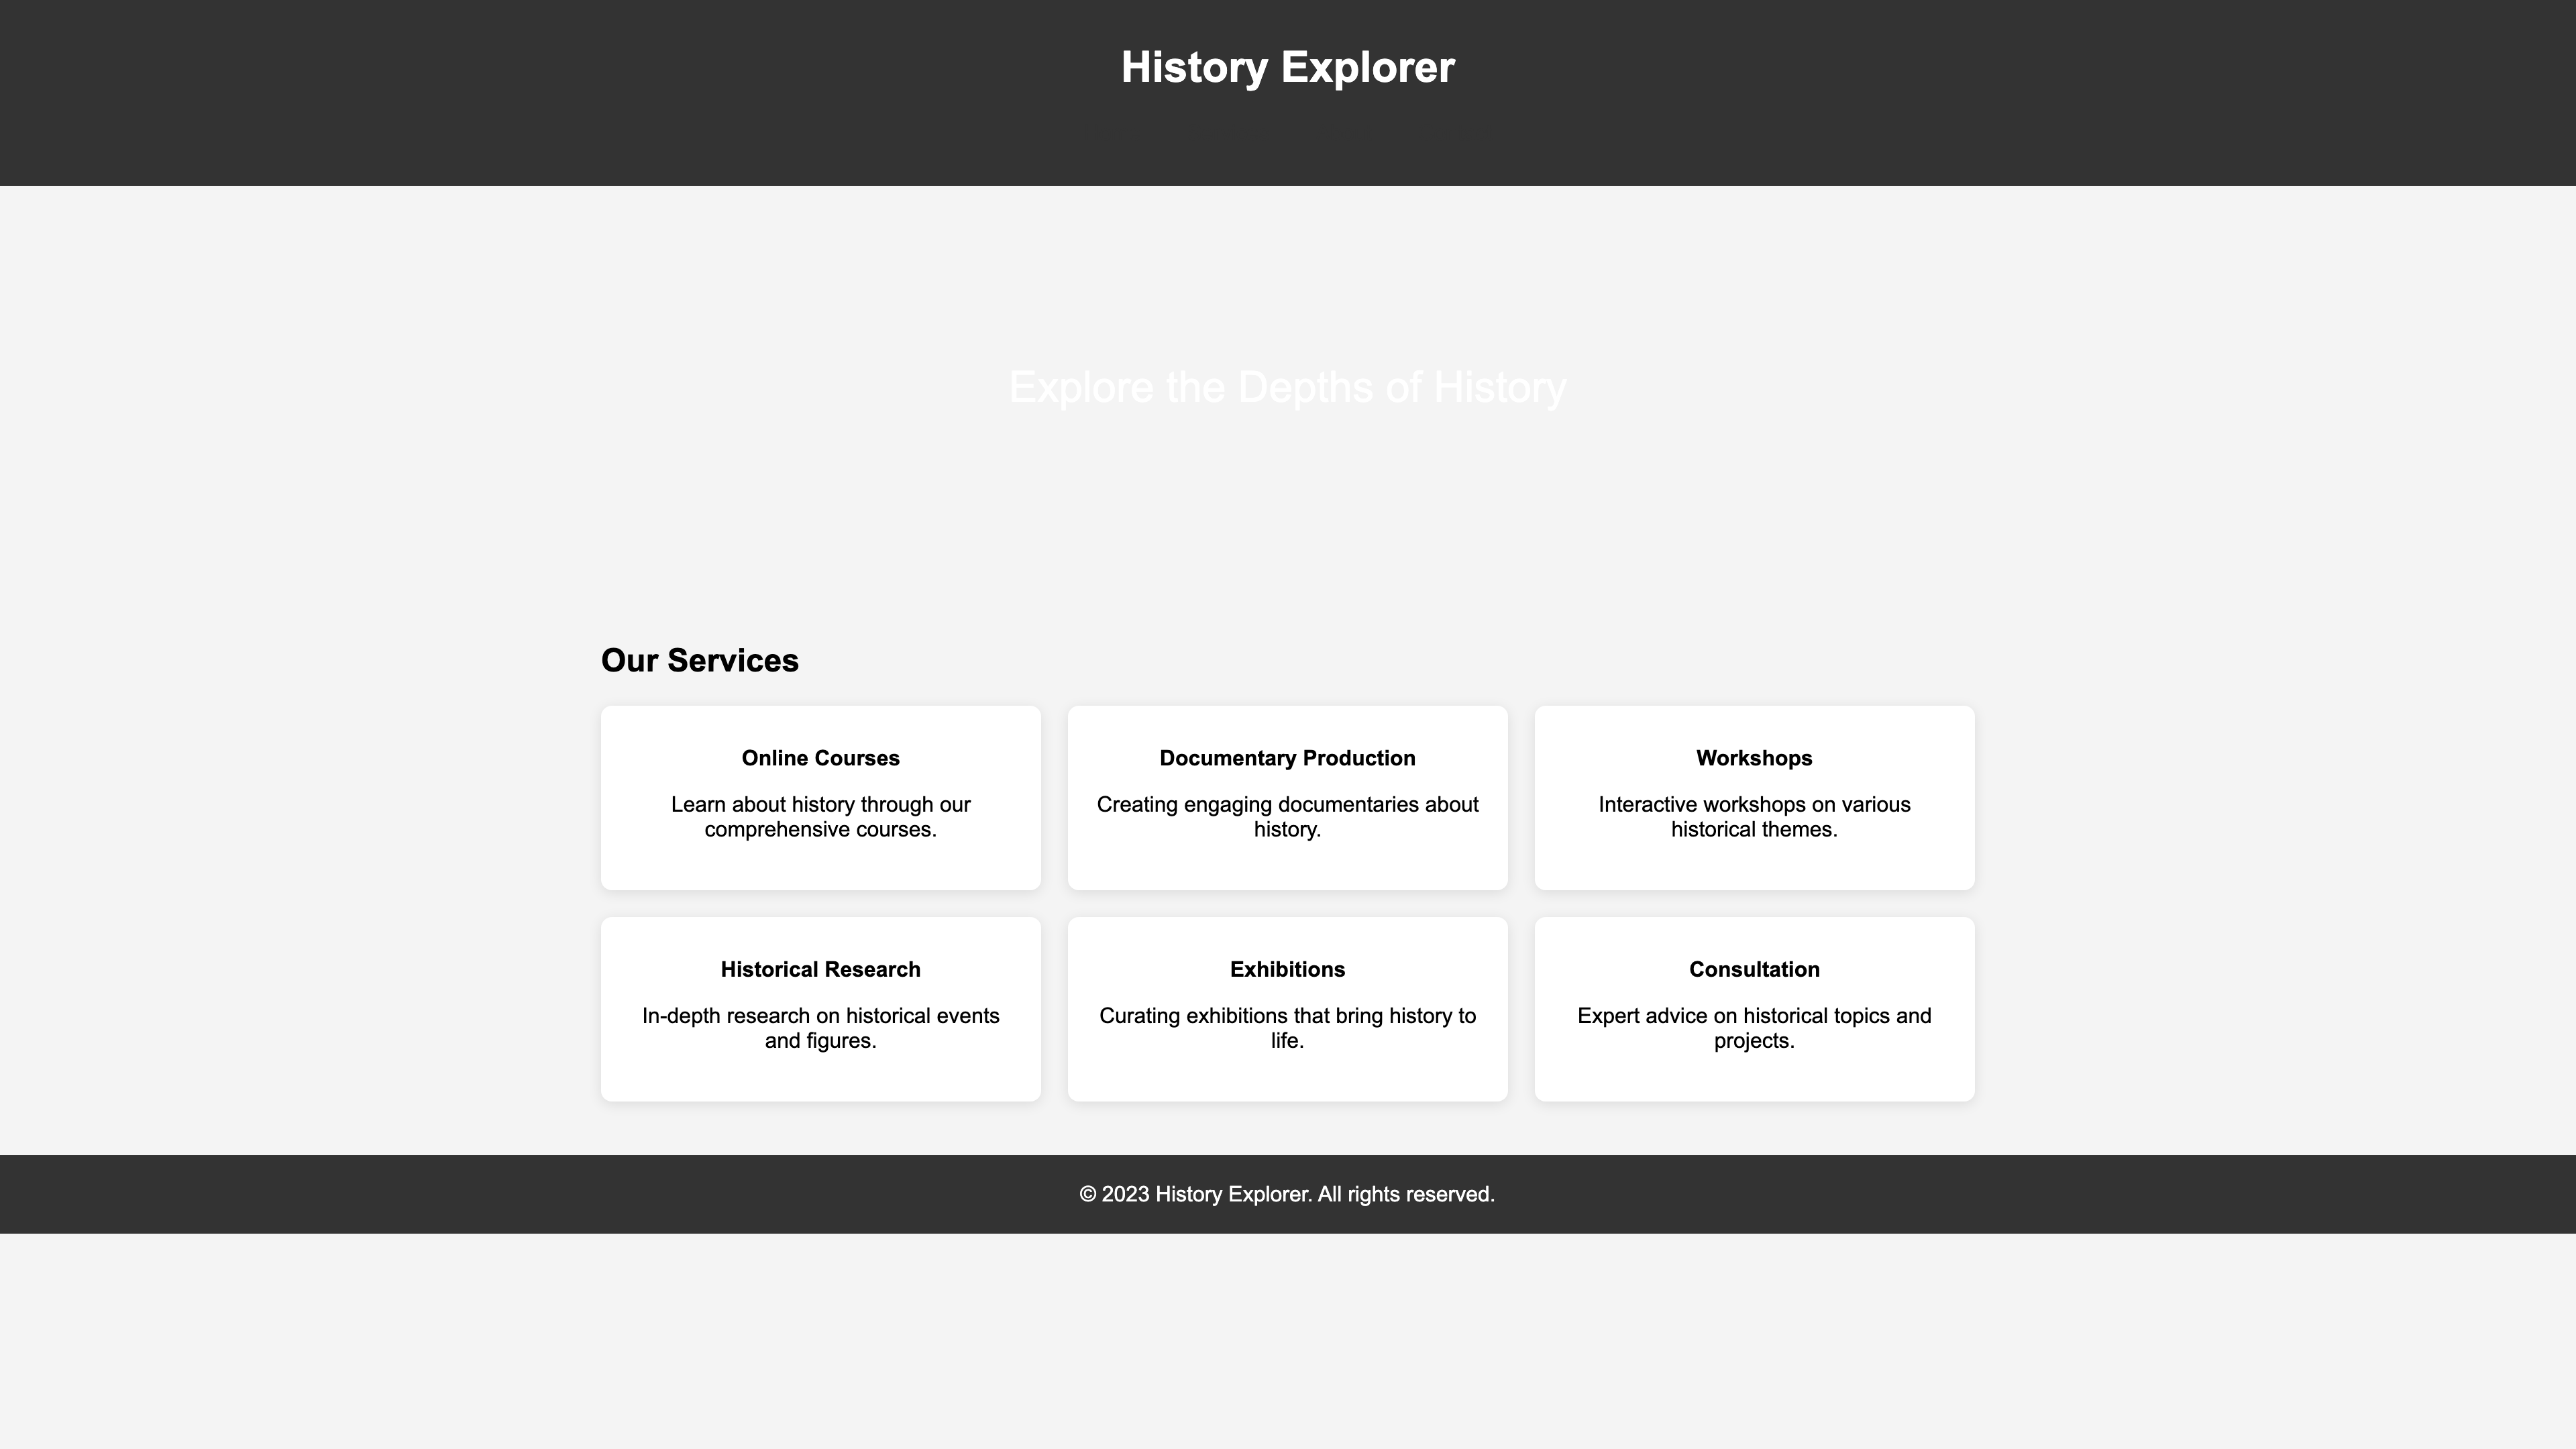 History Explorer
Explore the Depths of History
Our Services
Online Courses
Learn about history through our
comprehensive courses.
Documentary Production
Creating engaging documentaries about
history.
Workshops
Interactive workshops on various
historical themes.
Historical Research
In-depth research on historical events
and figures.
Exhibitions
Curating exhibitions that bring history to
life.
Consultation
Expert advice on historical topics and
projects.
© 2023 History Explorer. All rights reserved.